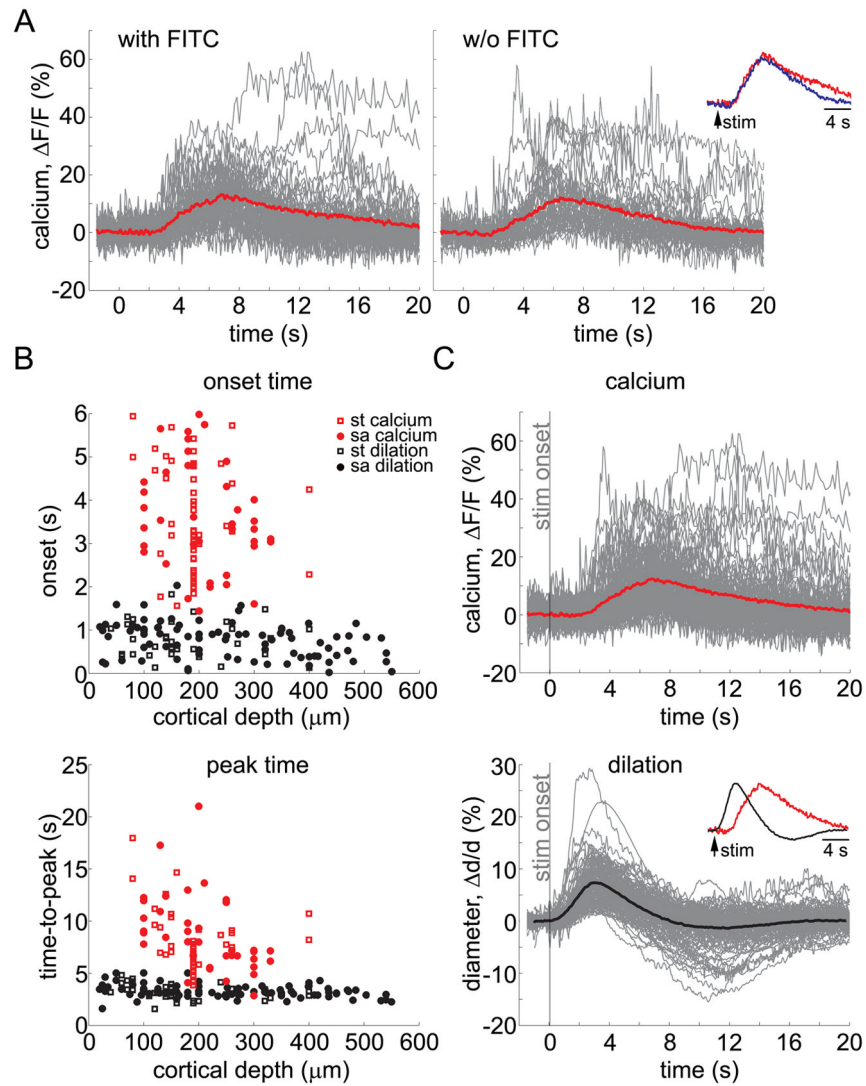 A
with FITC
w/o FITC
calcium, ΔF/F (%)
60
40
20
0
-20
0 4 8 12 16 20
time (s)
0 4 8 12 16 20
time (s)
stim
4 s
B
onset time
onset (s)
6
5
4
3
2
1
0
0 100 200 300 400 500 600
cortical depth (μm)
st calcium
sa calcium
st dilation
sa dilation
peak time
time-to-peak (s)
25
20
15
10
5
0
0 100 200 300 400 500 600
cortical depth (μm)
C
calcium
stim onset
calcium, ΔF/F (%)
60
40
20
0
-20
0 4 8 12 16 20
time (s)
dilation
stim onset
diameter, Δd/d (%)
30
20
10
0
-10
-20
0 4 8 12 16 20
time (s)
stim
4 s